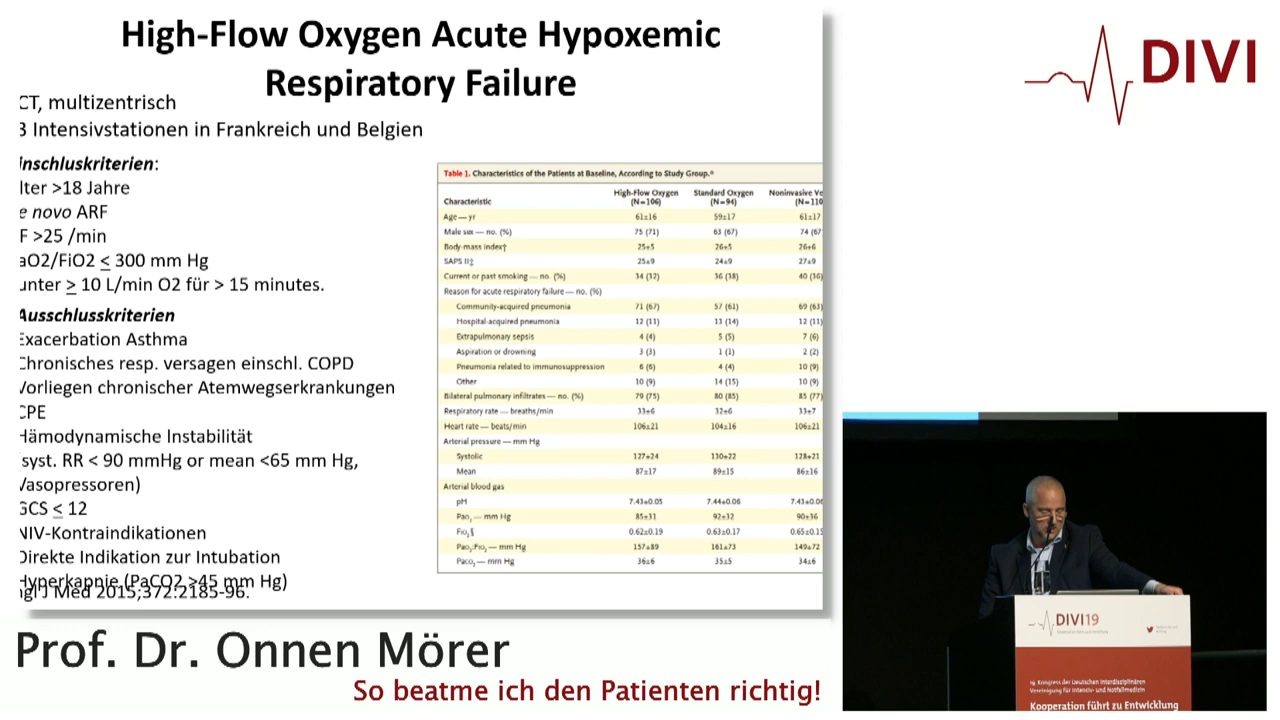 High-Flow Oxygen Acute Hypoxemic
Respiratory Failure
CT, multizentrisch
3 Intensivstationen in Frankreich und Belgien
inschluskriterien:
lter >18 Jahre
e novo ARF
F >25 /min
aO2/FiO2 ≤ 300 mm Hg
unter ≥ 10 L/min O2 für > 15 minutes.
Ausschlusskriterien
Exacerbation Asthma
Chronisches resp. versagen einschl. COPD
Vorliegen chronischer Atemwegserkrankungen
CPE
Hämodynamische Instabilität
syst. RR < 90 mmHg or mean <65 mm Hg,
Vasopressoren)
GCS ≤ 12
NIV-Kontraindikationen
Direkte Indikation zur Intubation
Hyperkapnie (PaCO2 >45 mm Hg)
ngl J Med 2015;372:2185-96.
Table 1. Characteristics of the Patients at Baseline, According to Study Group.*
Characteristic High-Flow Oxygen (N=106) Standard Oxygen (N=94) Noninvasive Ve (N=110
Age — yr 61±16 59±17 61±17
Male sex — no. (%) 75 (71) 63 (67) 74 (67
Body-mass index† 25±5 26±5 26±6
SAPS II‡ 25±9 24±9 27±9
Current or past smoking — no. (%) 34 (32) 36 (38) 40 (36)
Reason for acute respiratory failure — no. (%)
Community-acquired pneumonia 71 (67) 57 (61) 69 (63)
Hospital-acquired pneumonia 12 (11) 13 (14) 12 (11)
Extrapulmonary sepsis 4 (4) 5 (5) 7 (6)
Aspiration or drowning 3 (3) 1 (1) 2 (2)
Pneumonia related to immunosuppression 6 (6) 4 (4) 10 (9)
Other 10 (9) 14 (15) 10 (9)
Bilateral pulmonary infiltrates — no. (%) 79 (75) 80 (85) 85 (77)
Respiratory rate — breaths/min 33±6 32±6 33±7
Heart rate — beats/min 106±21 104±16 106±21
Arterial pressure — mm Hg
Systolic 127±24 130±22 128±21
Mean 87±17 89±15 86±16
Arterial blood gas
pH 7.43±0.05 7.44±0.06 7.43±0.06
Pao2 — mm Hg 85±31 92±32 90±36
Fio2§ 0.62±0.19 0.63±0.17 0.65±0.15
Pao2:Fio2 — mm Hg 157±89 161±73 149±72
Paco2 — mm Hg 36±6 35±5 34±6
DIVI
DIVI19
19. Kongress der Deutschen Interdisziplinären
Vereinigung für Intensiv- und Notfallmedizin
Kooperation führt zu Entwicklung
Prof. Dr. Onnen Mörer
So beatme ich den Patienten richtig!